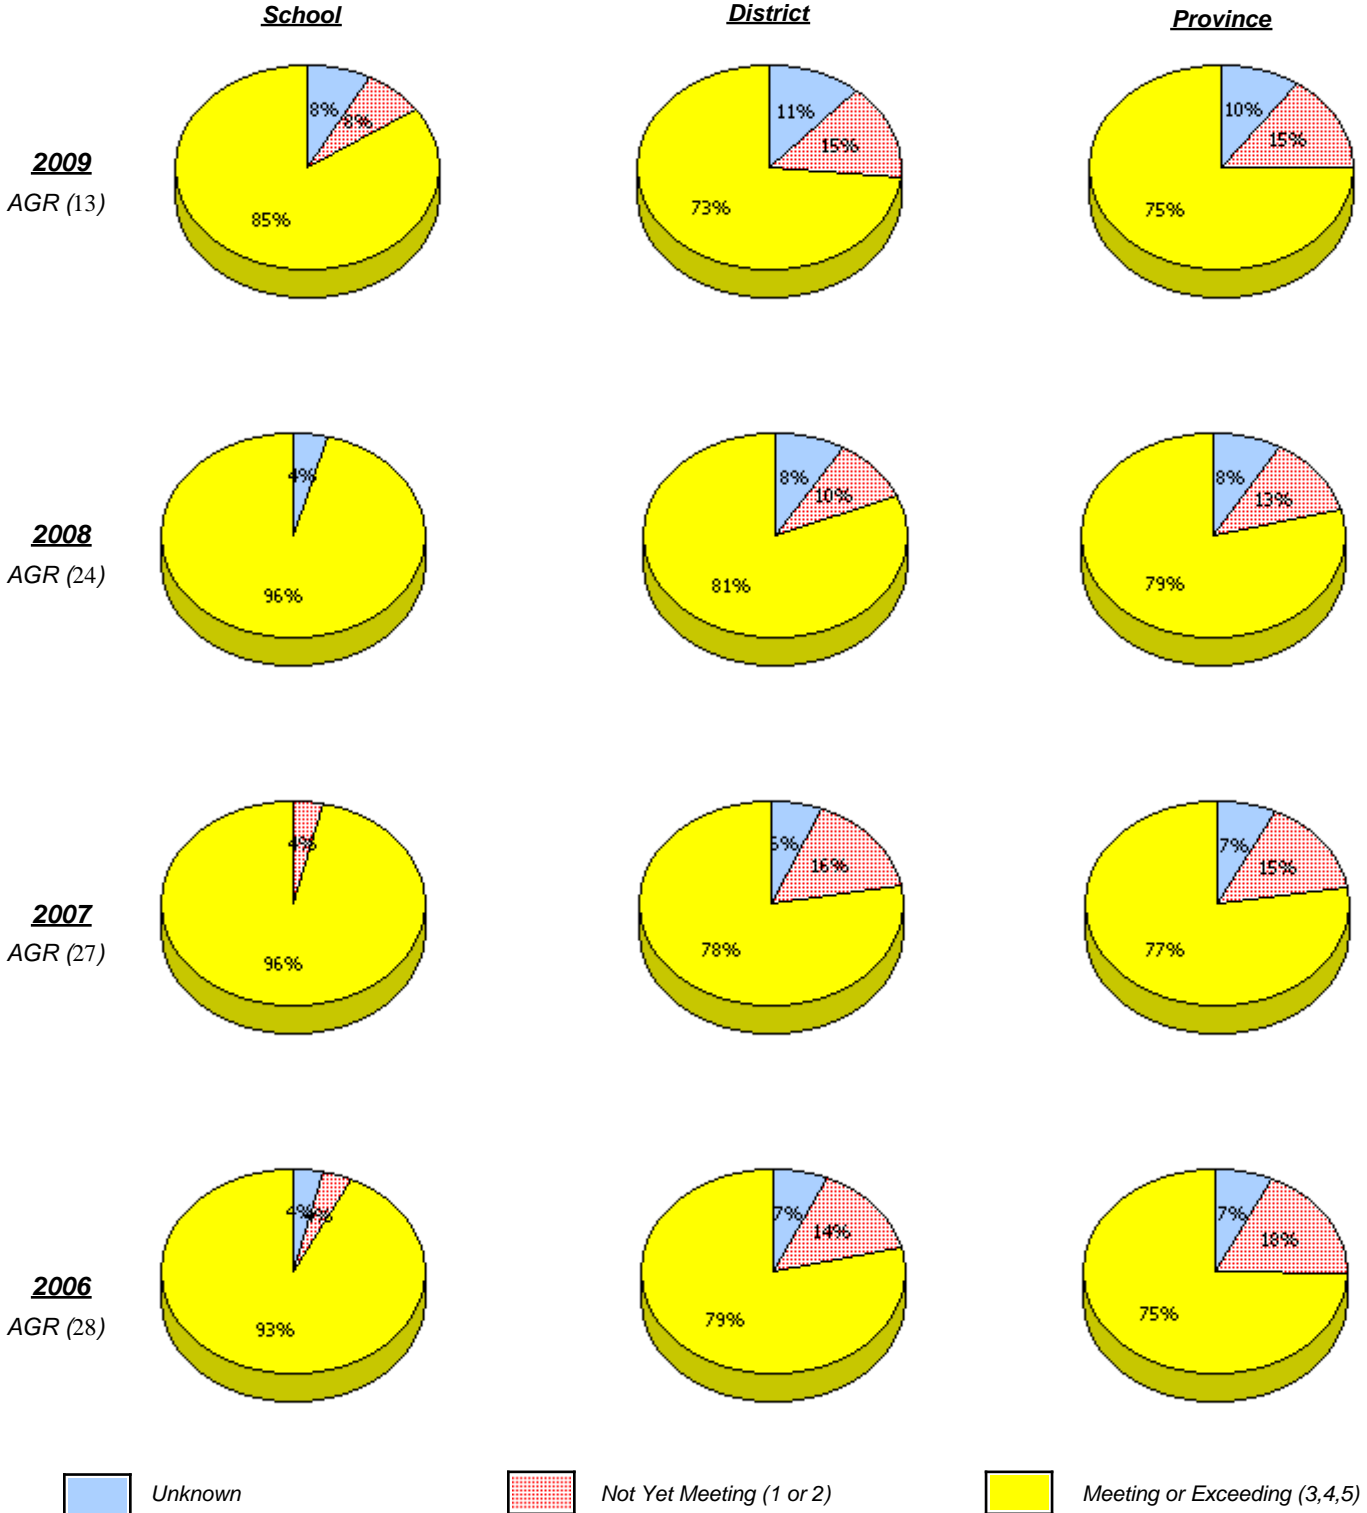 School District Province
2009
AGR (13)
8% 8% 85%
11% 15% 73%
10% 15% 75%
2008
AGR (24)
4% 96%
8% 10% 81%
8% 13% 79%
2007
AGR (27)
4% 96%
16% 78%
7% 15% 77%
2006
AGR (28)
4% 4% 93%
7% 14% 79%
7% 18% 75%
Unknown Not Yet Meeting (1 or 2) Meeting or Exceeding (3,4,5)